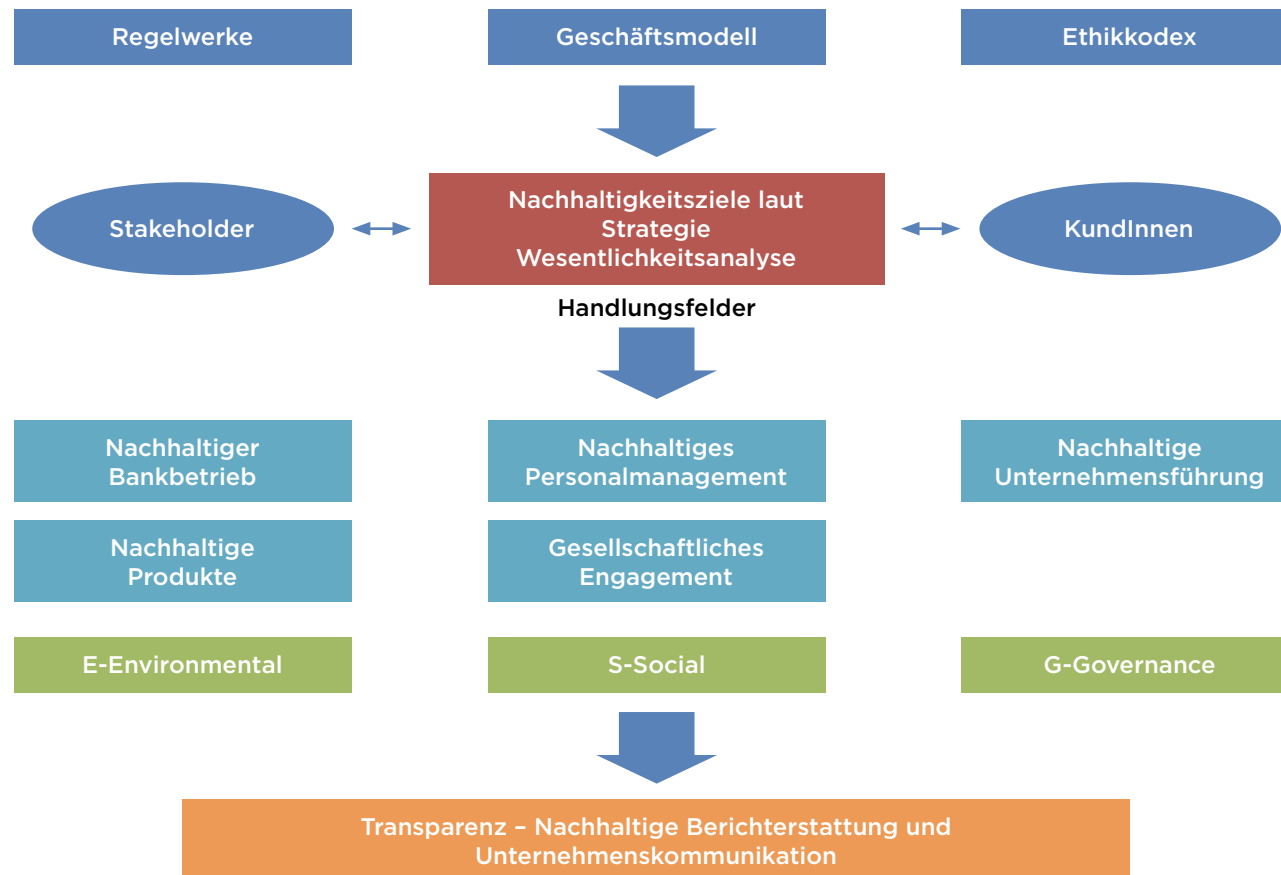 Regelwerke
Geschäftsmodell
Ethikkodex
Stakeholder
Nachhaltigkeitsziele laut
Strategie
Wesentlichkeitsanalyse
KundInnen
Handlungsfelder
Nachhaltiger
Bankbetrieb
Nachhaltiges
Personalmanagement
Nachhaltige
Unternehmensführung
Nachhaltige
Produkte
Gesellschaftliches
Engagement
E-Environmental
S-Social
G-Governance
Transparenz – Nachhaltige Berichterstattung und
Unternehmenskommunikation